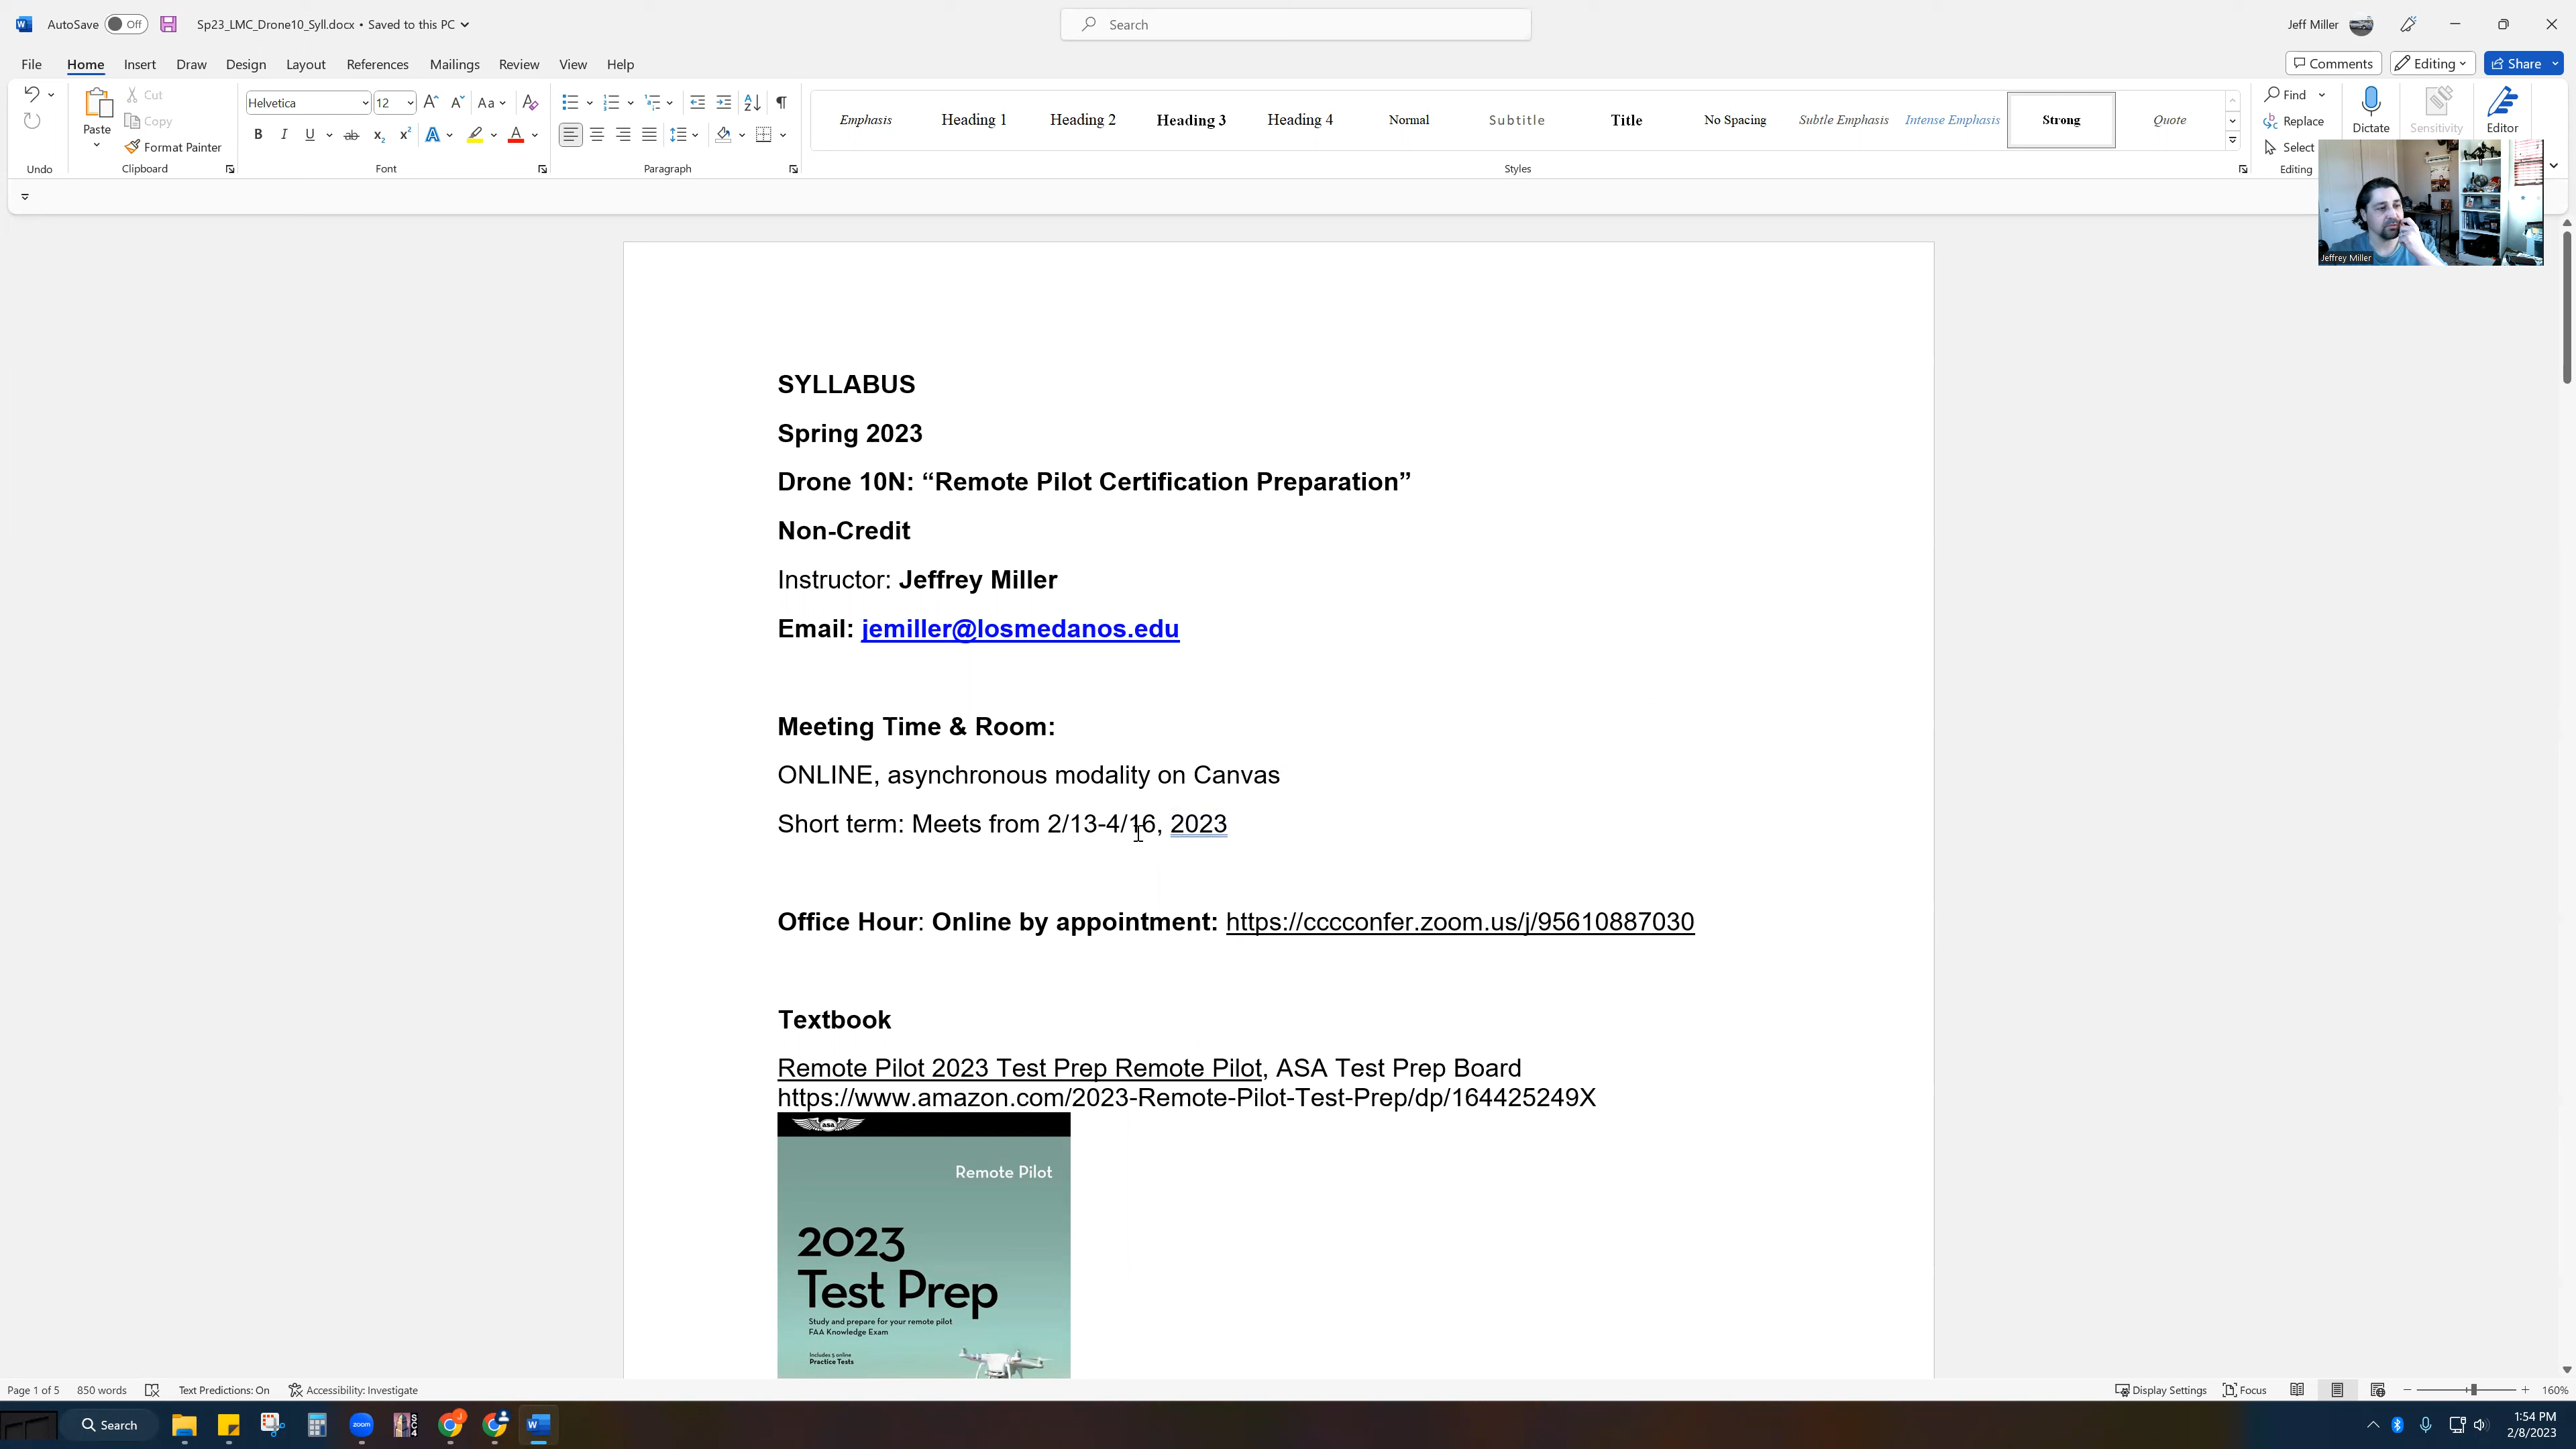 AutoSave Off Sp23_LMC_Drone10_Syll.docx • Saved to this PC Search Jeff Miller
File Home Insert Draw Design Layout References Mailings Review View Help Comments Editing Share
Paste Cut Copy Format Painter
Helvetica 12
Emphasis Heading 1 Heading 2 Heading 3 Heading 4 Normal Subtitle Title No Spacing Subtle Emphasis Intense Emphasis Strong Quote
Find Replace Select Dictate Sensitivity Editor
Undo Clipboard Font Paragraph Styles Editing
Jeffrey Miller
SYLLABUS
Spring 2023
Drone 10N: “Remote Pilot Certification Preparation”
Non-Credit
Instructor: Jeffrey Miller
Email: jemiller@losmedanos.edu
Meeting Time & Room:
ONLINE, asynchronous modality on Canvas
Short term: Meets from 2/13-4/16, 2023
Office Hour: Online by appointment: https://cccconfer.zoom.us/j/95610887030
Textbook
Remote Pilot 2023 Test Prep Remote Pilot, ASA Test Prep Board
https://www.amazon.com/2023-Remote-Pilot-Test-Prep/dp/164425249X
ASA
Remote Pilot
2023
Test Prep
Study and prepare for your remote pilot
FAA Knowledge Exam
Includes 5 online
Practice Tests
Page 1 of 5 850 words Text Predictions: On Accessibility: Investigate Display Settings Focus 160%
Search zoom 1:54 PM
2/8/2023